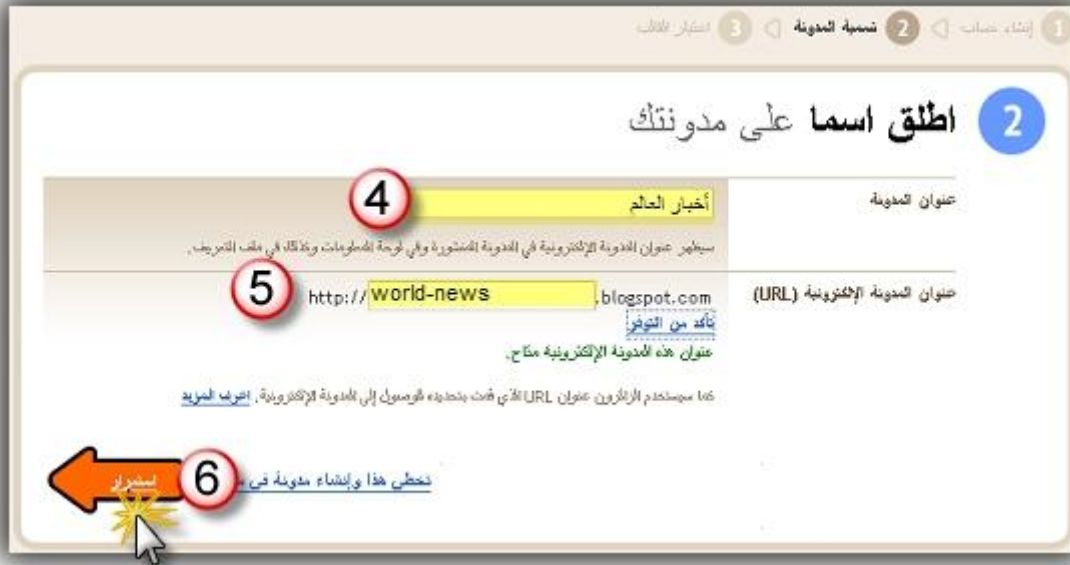 1 إنشاء حساب 2 تسمية المدونة 3 اختيار القالب
2 اطلق اسما على مدونتك
عنوان المدونة أخبار العالم 4
سيظهر عنوان المدونة الإلكترونية في المدونة المنشورة وفي لوحة المعلومات وكذلك في ملف التعريف.
عنوان المدونة الإلكترونية (URL) http://world-news.blogspot.com 5
تأكد من التوفر
عنوان هذه المدونة الإلكترونية متاح.
كما سيستخدم الزائرون عنوان URL الذي قمت بتحديده للوصول إلى المدونة الإلكترونية. اعرف المزيد
تخطي هذا وإنشاء مدونة في 6 استمرار